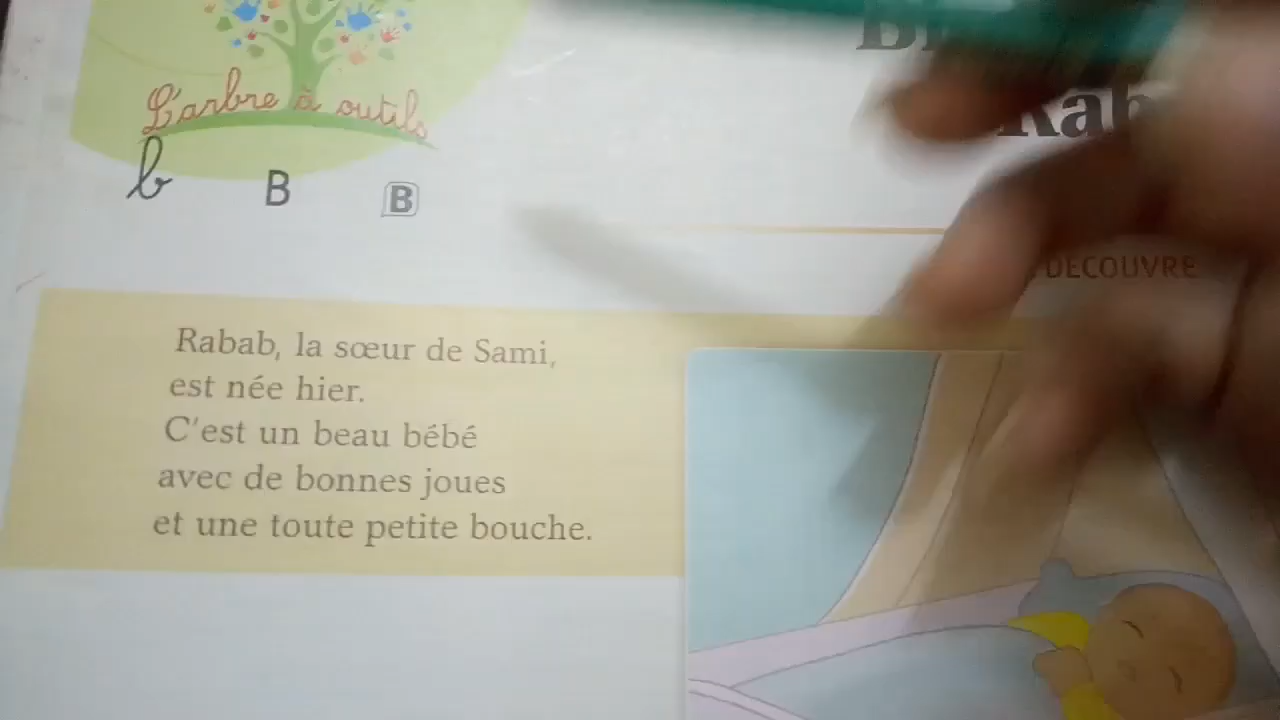 L'arbre à outils
b B B
DECOUVRE
Rabab, la sœur de Sami,
est née hier.
C'est un beau bébé
avec de bonnes joues
et une toute petite bouche.